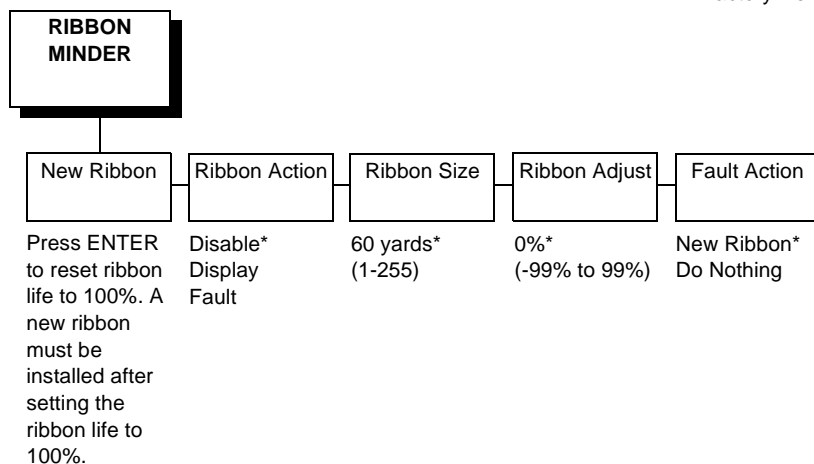 RIBBON
MINDER
New Ribbon
Ribbon Action
Ribbon Size
Ribbon Adjust
Fault Action
Press ENTER
to reset ribbon
life to 100%. A
new ribbon
must be
installed after
setting the
ribbon life to
100%.
Disable*
Display
Fault
60 yards*
(1-255)
0%*
(-99% to 99%)
New Ribbon*
Do Nothing